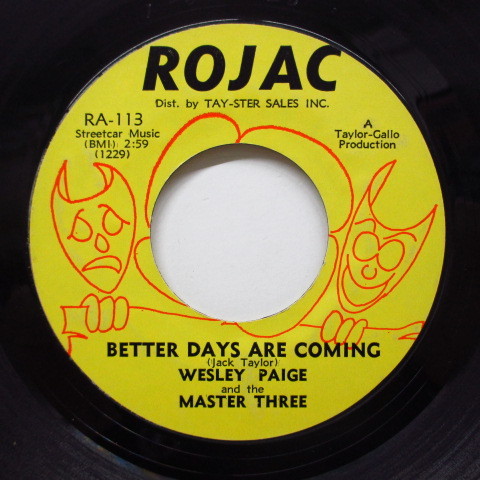 ROJAC
Dist. by TAY-STER SALES INC.
RA-113
Streetcar Music
(BMI) 2:59
(1229)
A
Taylor-Gallo
Production
BETTER DAYS ARE COMING
(Jack Taylor)
WESLEY PAIGE
and the
MASTER THREE